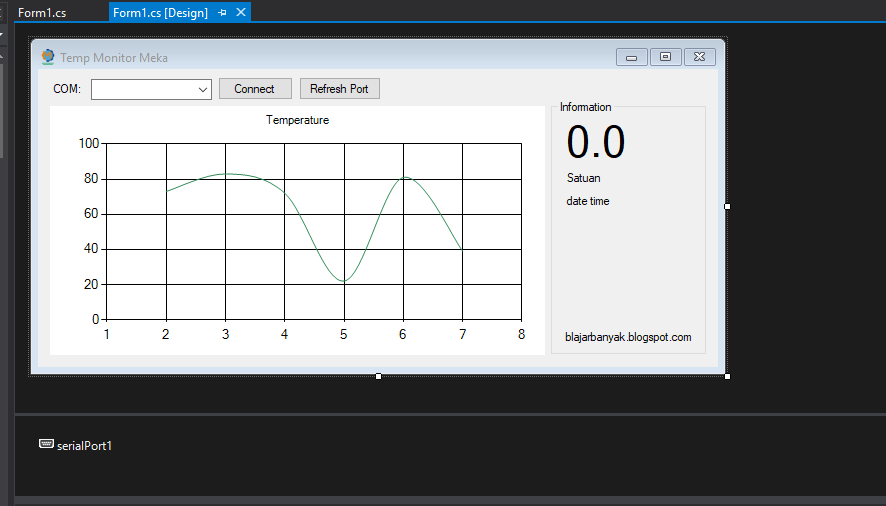 Form1.cs
Form1.cs [Design]
Temp Monitor Meka
COM:
Connect
Refresh Port
Temperature
100
80
60
40
20
0
1 2 3 4 5 6 7 8
Information
0.0
Satuan
date time
blajarbanyak.blogspot.com
serialPort1